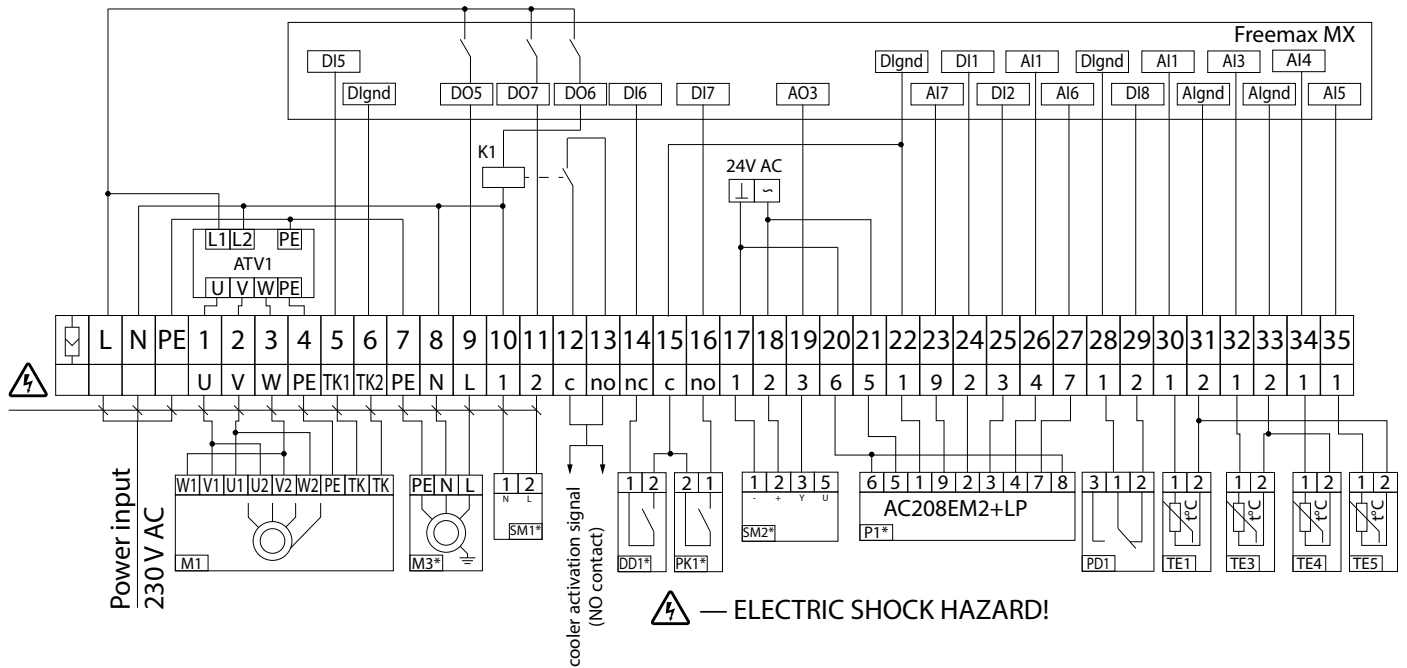 Freemax MX
DI5 DIgnd DI1 AI1 DIgnd AI1 AI3 AI4
DIgnd DO5 DO7 DO6 DI6 DI7 AO3 AI7 DI2 AI6 DI8 AIgnd AIgnd AI5
K1
24V AC
⊥ ~
L1 L2 PE
ATV1
U V W PE
L N PE 1 2 3 4 5 6 7 8 9 10 11 12 13 14 15 16 17 18 19 20 21 22 23 24 25 26 27 28 29 30 31 32 33 34 35
U V W PE TK1 TK2 PE N L 1 2 c no nc c no 1 2 3 6 5 1 9 2 3 4 7 1 2 1 2 1 2 1 1
Power input
230 V AC
W1 V1 U1 U2 V2 W2 PE TK TK
M1
PE N L
M3*
1 2
N L
SM1*
cooler activation signal
(NO contact)
1 2
DD1*
2 1
PK1*
1 2 3 5
- + Y U
SM2*
6 5 1 9 2 3 4 7 8
AC208EM2+LP
P1*
3 1 2
PD1
1 2
t°C
TE1
1 2
t°C
TE3
1 2
t°C
TE4
1 2
t°C
TE5
— ELECTRIC SHOCK HAZARD!